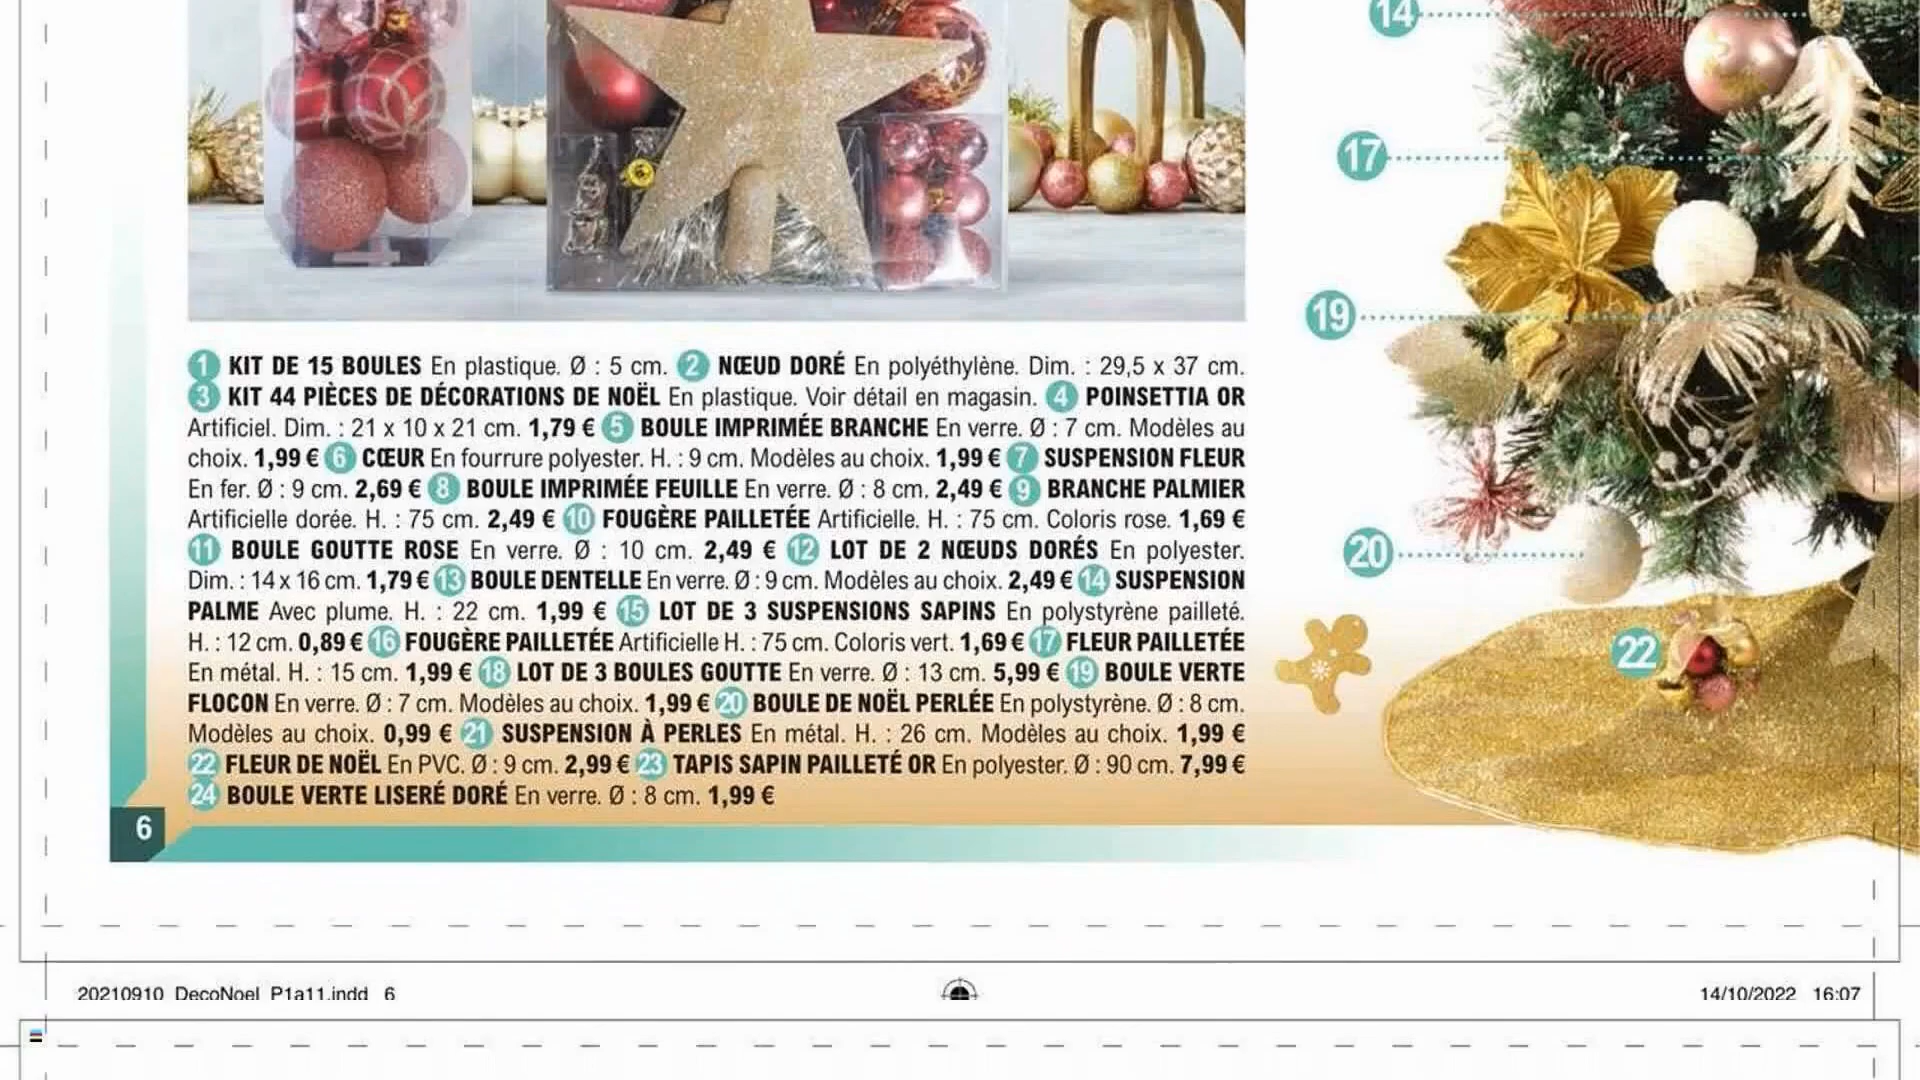 14
17
19
1 KIT DE 15 BOULES En plastique. Ø : 5 cm. 2 NŒUD DORÉ En polyéthylène. Dim. : 29,5 x 37 cm.
3 KIT 44 PIÈCES DE DÉCORATIONS DE NOËL En plastique. Voir détail en magasin. 4 POINSETTIA OR
Artificiel. Dim. : 21 x 10 x 21 cm. 1,79 € 5 BOULE IMPRIMÉE BRANCHE En verre. Ø : 7 cm. Modèles au
choix. 1,99 € 6 CŒUR En fourrure polyester. H. : 9 cm. Modèles au choix. 1,99 € 7 SUSPENSION FLEUR
En fer. Ø : 9 cm. 2,69 € 8 BOULE IMPRIMÉE FEUILLE En verre. Ø : 8 cm. 2,49 € 9 BRANCHE PALMIER
Artificielle dorée. H. : 75 cm. 2,49 € 10 FOUGÈRE PAILLETÉE Artificielle. H. : 75 cm. Coloris rose. 1,69 €
11 BOULE GOUTTE ROSE En verre. Ø : 10 cm. 2,49 € 12 LOT DE 2 NŒUDS DORÉS En polyester.
Dim. : 14 x 16 cm. 1,79 € 13 BOULE DENTELLE En verre. Ø : 9 cm. Modèles au choix. 2,49 € 14 SUSPENSION
PALME Avec plume. H. : 22 cm. 1,99 € 15 LOT DE 3 SUSPENSIONS SAPINS En polystyrène pailleté.
H. : 12 cm. 0,89 € 16 FOUGÈRE PAILLETÉE Artificielle H. : 75 cm. Coloris vert. 1,69 € 17 FLEUR PAILLETÉE
En métal. H. : 15 cm. 1,99 € 18 LOT DE 3 BOULES GOUTTE En verre. Ø : 13 cm. 5,99 € 19 BOULE VERTE
FLOCON En verre. Ø : 7 cm. Modèles au choix. 1,99 € 20 BOULE DE NOËL PERLÉE En polystyrène. Ø : 8 cm.
Modèles au choix. 0,99 € 21 SUSPENSION À PERLES En métal. H. : 26 cm. Modèles au choix. 1,99 €
22 FLEUR DE NOËL En PVC. Ø : 9 cm. 2,99 € 23 TAPIS SAPIN PAILLETÉ OR En polyester. Ø : 90 cm. 7,99 €
24 BOULE VERTE LISERÉ DORÉ En verre. Ø : 8 cm. 1,99 €
20
22
6
20210910_DecoNoel_P1a11.indd 6
14/10/2022 16:07